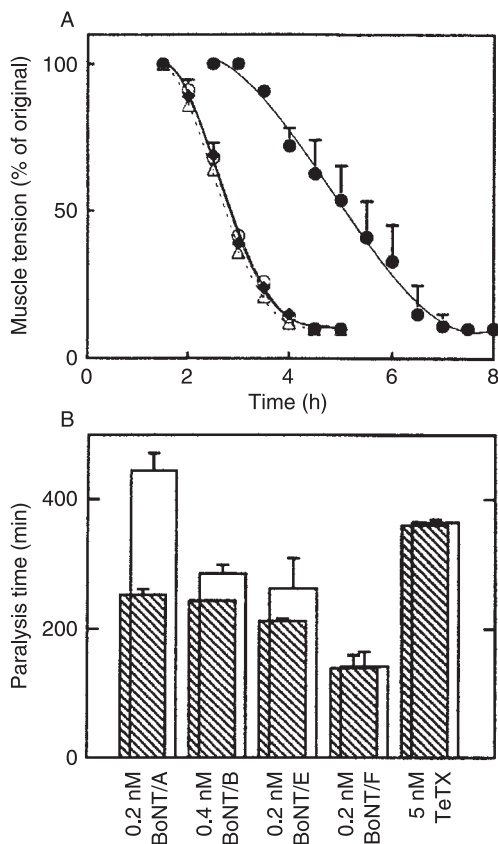 A
Muscle tension (% of original)
100
50
0
0 2 4 6 8
Time (h)
B
Paralysis time (min)
400
200
0
0.2 nM
BoNT/A
0.4 nM
BoNT/B
0.2 nM
BoNT/E
0.2 nM
BoNT/F
5 nM
TeTX